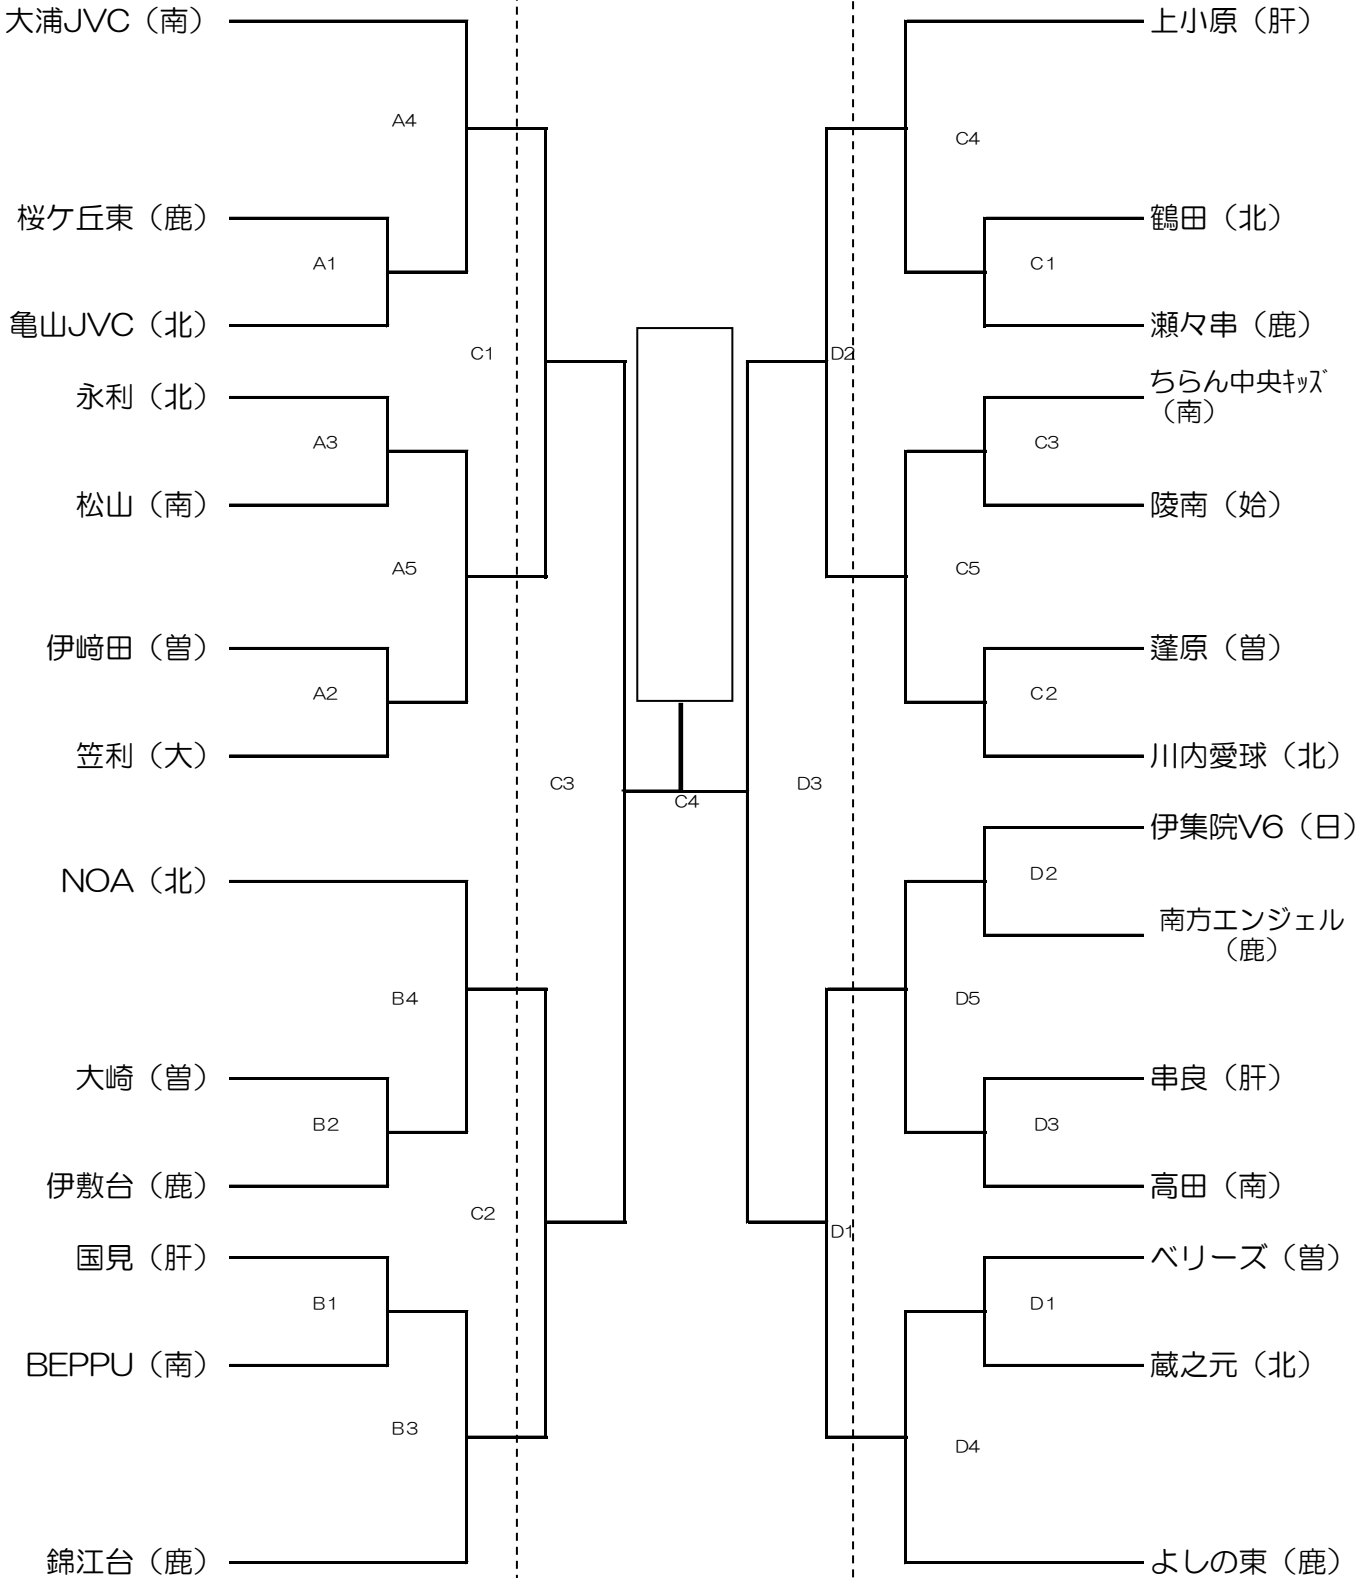 大浦JVC（南）
A4
桜ケ丘東（鹿）
A1
亀山JVC（北）
C1
永利（北）
A3
松山（南）
A5
伊﨑田（曽）
A2
笠利（大）
C3
NOA（北）
B4
大崎（曽）
B2
伊敷台（鹿）
C2
国見（肝）
B1
BEPPU（南）
B3
錦江台（鹿）
C4
上小原（肝）
C4
鶴田（北）
C1
瀬々串（鹿）
D2
ちらん中央ｷｯｽﾞ
（南）
C3
陵南（姶）
C5
蓬原（曽）
C2
川内愛球（北）
D3
伊集院V6（日）
D2
南方エンジェル
（鹿）
D5
串良（肝）
D3
高田（南）
D1
ベリーズ（曽）
D1
蔵之元（北）
D4
よしの東（鹿）